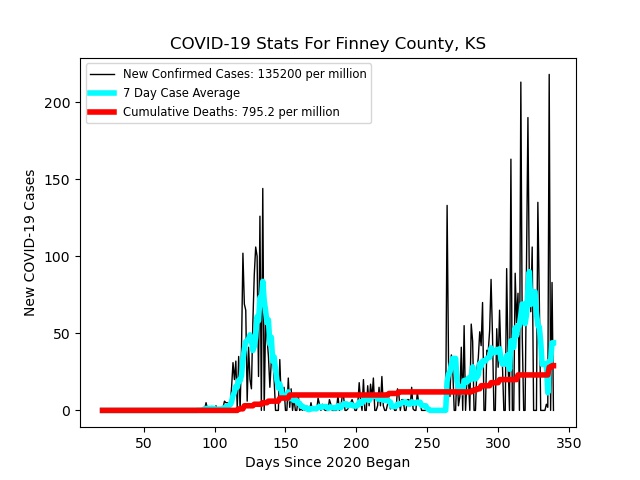 COVID-19 Stats For Finney County, KS
New Confirmed Cases: 135200 per million
7 Day Case Average
Cumulative Deaths: 795.2 per million
New COVID-19 Cases
200
150
100
50
0
50 100 150 200 250 300 350
Days Since 2020 Began